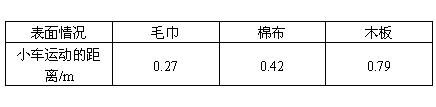 表面情况 毛巾 棉布 木板
小车运动的距
离/m 0.27 0.42 0.79